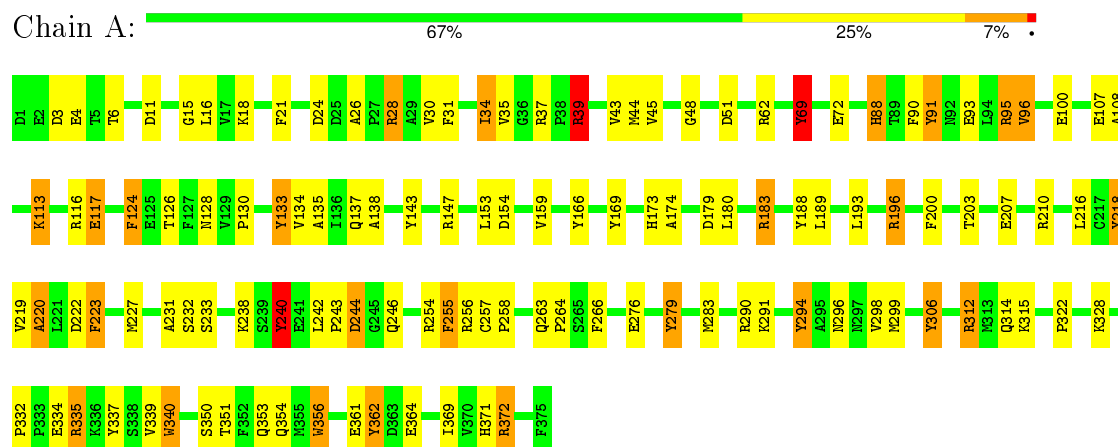 Chain A:
67% 25% 7% •
D1 E2 D3 E4 T5 T6 D11 G15 L16 V17 K18 F21 D24 D25 A26 P27 R28 A29 V30 F31 I34 V35 G36 R37 P38 R39 V43 M44 V45 G48 D51 R62 Y69 E72 H88 T89 F90 Y91 N92 E93 L94 R95 V96 E100 E107 A108
K113 R116 E117 F124 E125 T126 F127 N128 V129 P130 Y133 V134 A135 I136 Q137 A138 Y143 R147 L153 D154 V159 Y166 Y169 H173 A174 D179 L180 R183 Y188 L189 L193 R196 F200 T203 E207 R210 L216 C217 Y218
V219 A220 L221 D222 F223 M227 A231 S232 S233 K238 S239 Y240 E241 L242 P243 D244 G245 Q246 R254 F255 R256 C257 P258 Q263 P264 S265 F266 E276 Y279 M283 R290 K291 Y294 A295 N296 N297 V298 M299 Y306 R312 M313 Q314 K315 P322 K328
P332 P333 E334 R335 K336 Y337 S338 V339 W340 S350 T351 F352 Q353 Q354 M355 W356 E361 Y362 D363 E364 I369 V370 H371 R372 F375